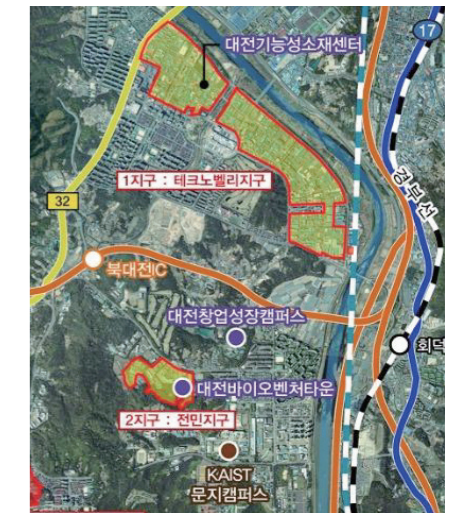 17
대전기능성소재센터
1지구 : 테크노벨리지구
경부선
32
북대전IC
대전창업성장캠퍼스
회덕
대전바이오벤처타운
2지구 : 전민지구
KAIST
문지캠퍼스